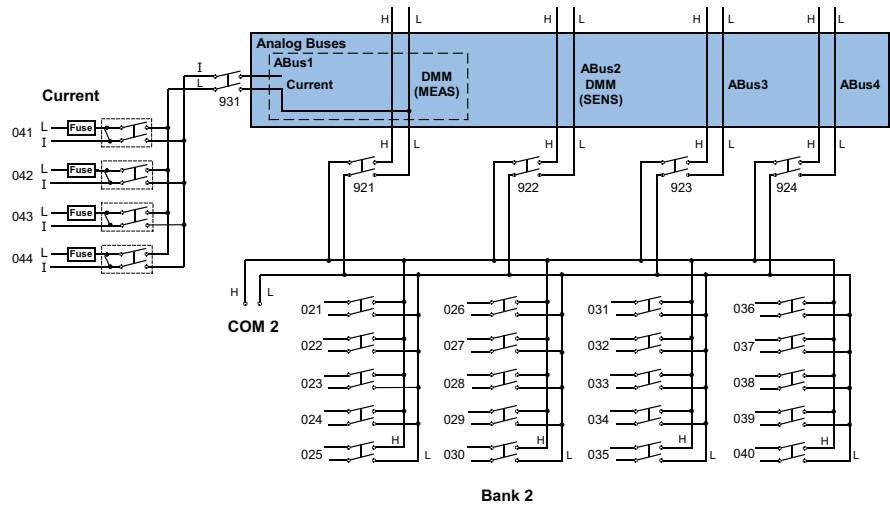 H L H L H L H L
Analog Buses
ABus1
Current
DMM
(MEAS)
ABus2
DMM
(SENS)
ABus3
ABus4
I
L
931
Current
041 L Fuse
I
042 L Fuse
I
043 L Fuse
I
044 L Fuse
I
H L H L H L H L
921 922 923 924
H L
COM 2
021 026 031 036
022 027 032 037
023 028 033 038
024 029 034 039
H H H H
025 L 030 L 035 L 040 L
Bank 2